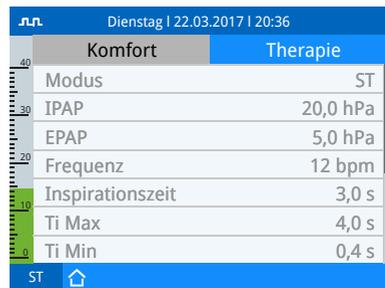 Dienstag l 22.03.2017 l 20:36
Komfort Therapie
40
Modus ST
IPAP 20,0 hPa
30
EPAP 5,0 hPa
Frequenz 12 bpm
20
Inspirationszeit 3,0 s
10
Ti Max 4,0 s
Ti Min 0,4 s
0
ST